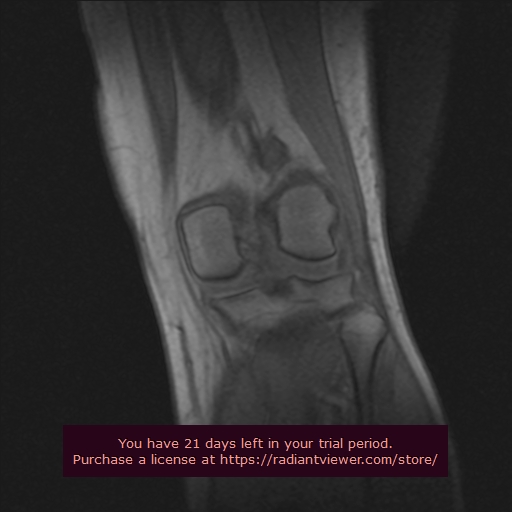 You have 21 days left in your trial period.
Purchase a license at https://radiantviewer.com/store/